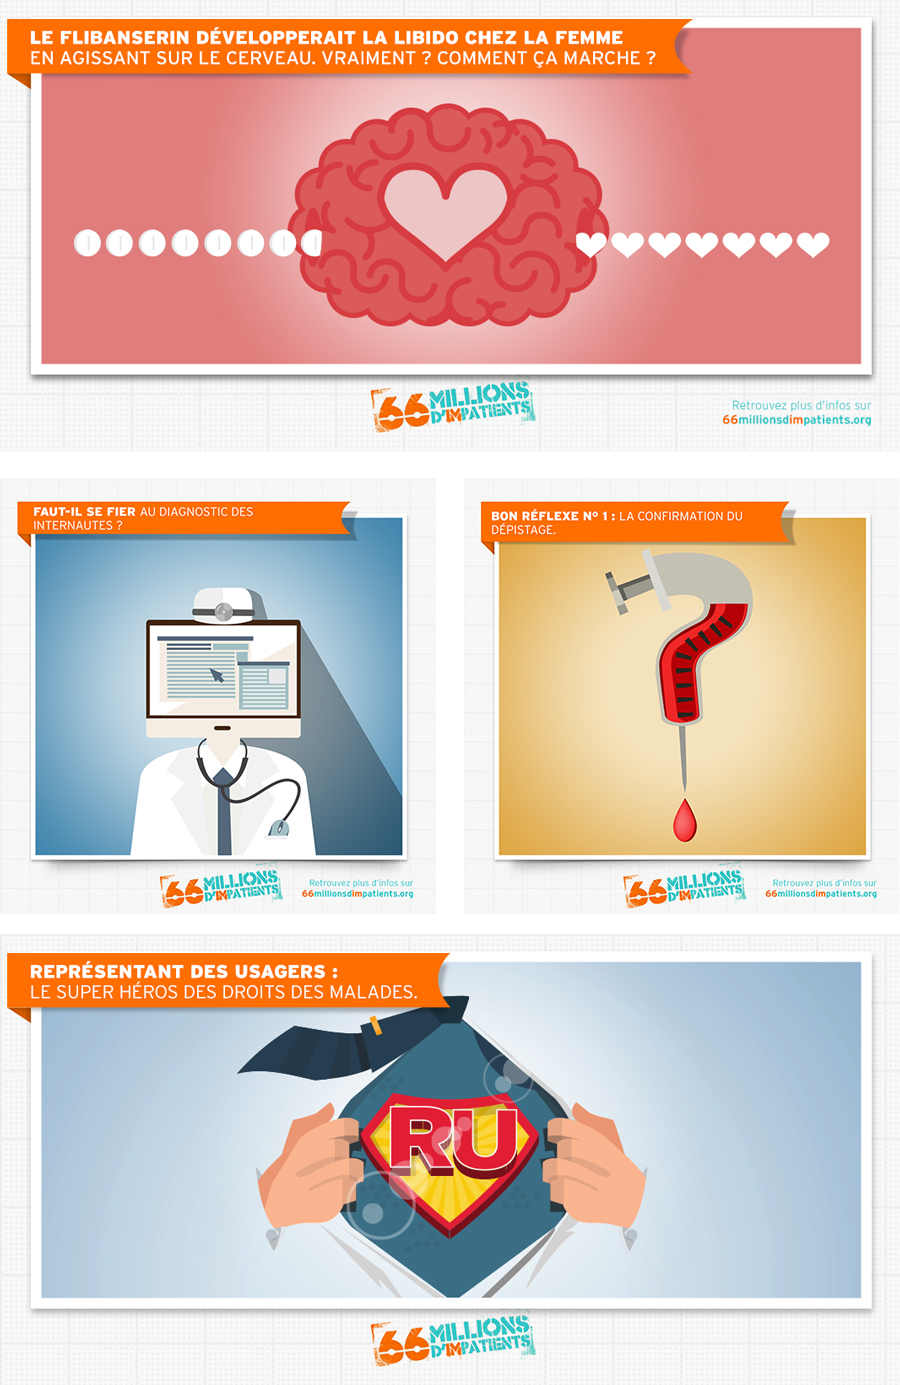 LE FLIBANSERIN DÉVELOPPERAIT LA LIBIDO CHEZ LA FEMME
EN AGISSANT SUR LE CERVEAU. VRAIMENT ? COMMENT ÇA MARCHE ?
66 MILLIONS
D'IMPATIENTS
Retrouvez plus d'infos sur
66millionsdimpatients.org
FAUT-IL SE FIER AU DIAGNOSTIC DES
INTERNAUTES ?
66 MILLIONS
D'IMPATIENTS
Retrouvez plus d'infos sur
66millionsdimpatients.org
BON RÉFLEXE Nº 1 : LA CONFIRMATION DU
DÉPISTAGE.
66 MILLIONS
D'IMPATIENTS
Retrouvez plus d'infos sur
66millionsdimpatients.org
REPRÉSENTANT DES USAGERS :
LE SUPER HÉROS DES DROITS DES MALADES.
RU
66 MILLIONS
D'IMPATIENTS